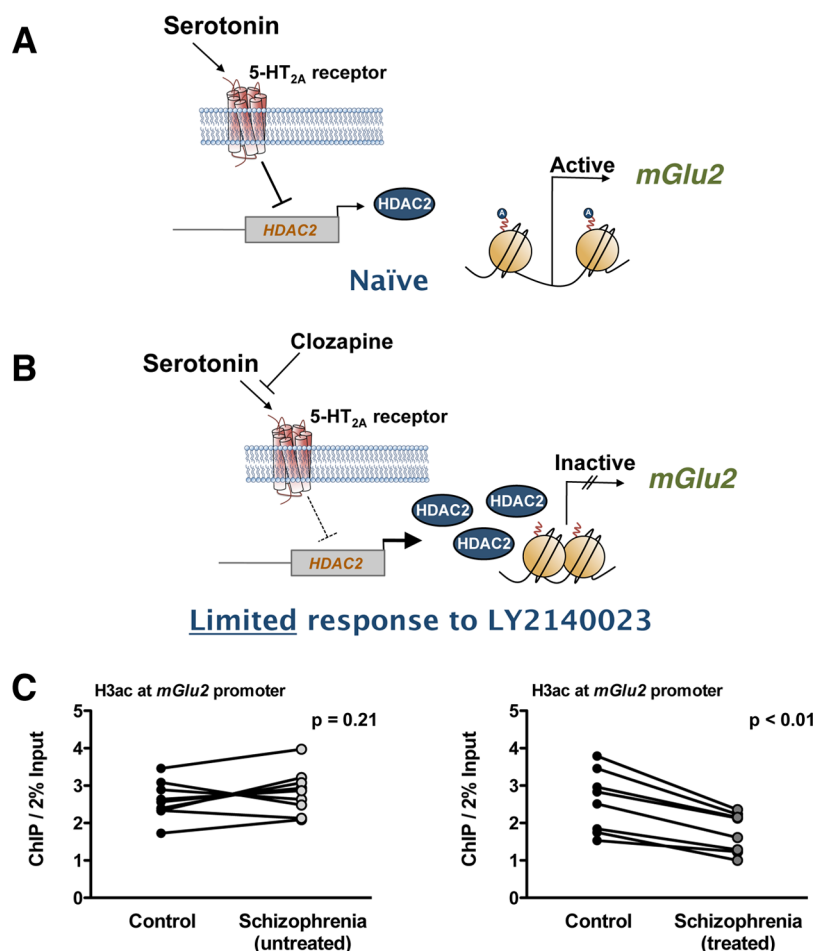 A
Serotonin
5-HT2A receptor
HDAC2
HDAC2
A
A
Active
mGlu2
Naïve
B
Clozapine
Serotonin
5-HT2A receptor
HDAC2
HDAC2
HDAC2
HDAC2
Inactive
mGlu2
Limited response to LY2140023
C
H3ac at mGlu2 promoter
p = 0.21
ChIP / 2% Input
5
4
3
2
1
0
Control
Schizophrenia
(untreated)
H3ac at mGlu2 promoter
p < 0.01
ChIP / 2% Input
5
4
3
2
1
0
Control
Schizophrenia
(treated)